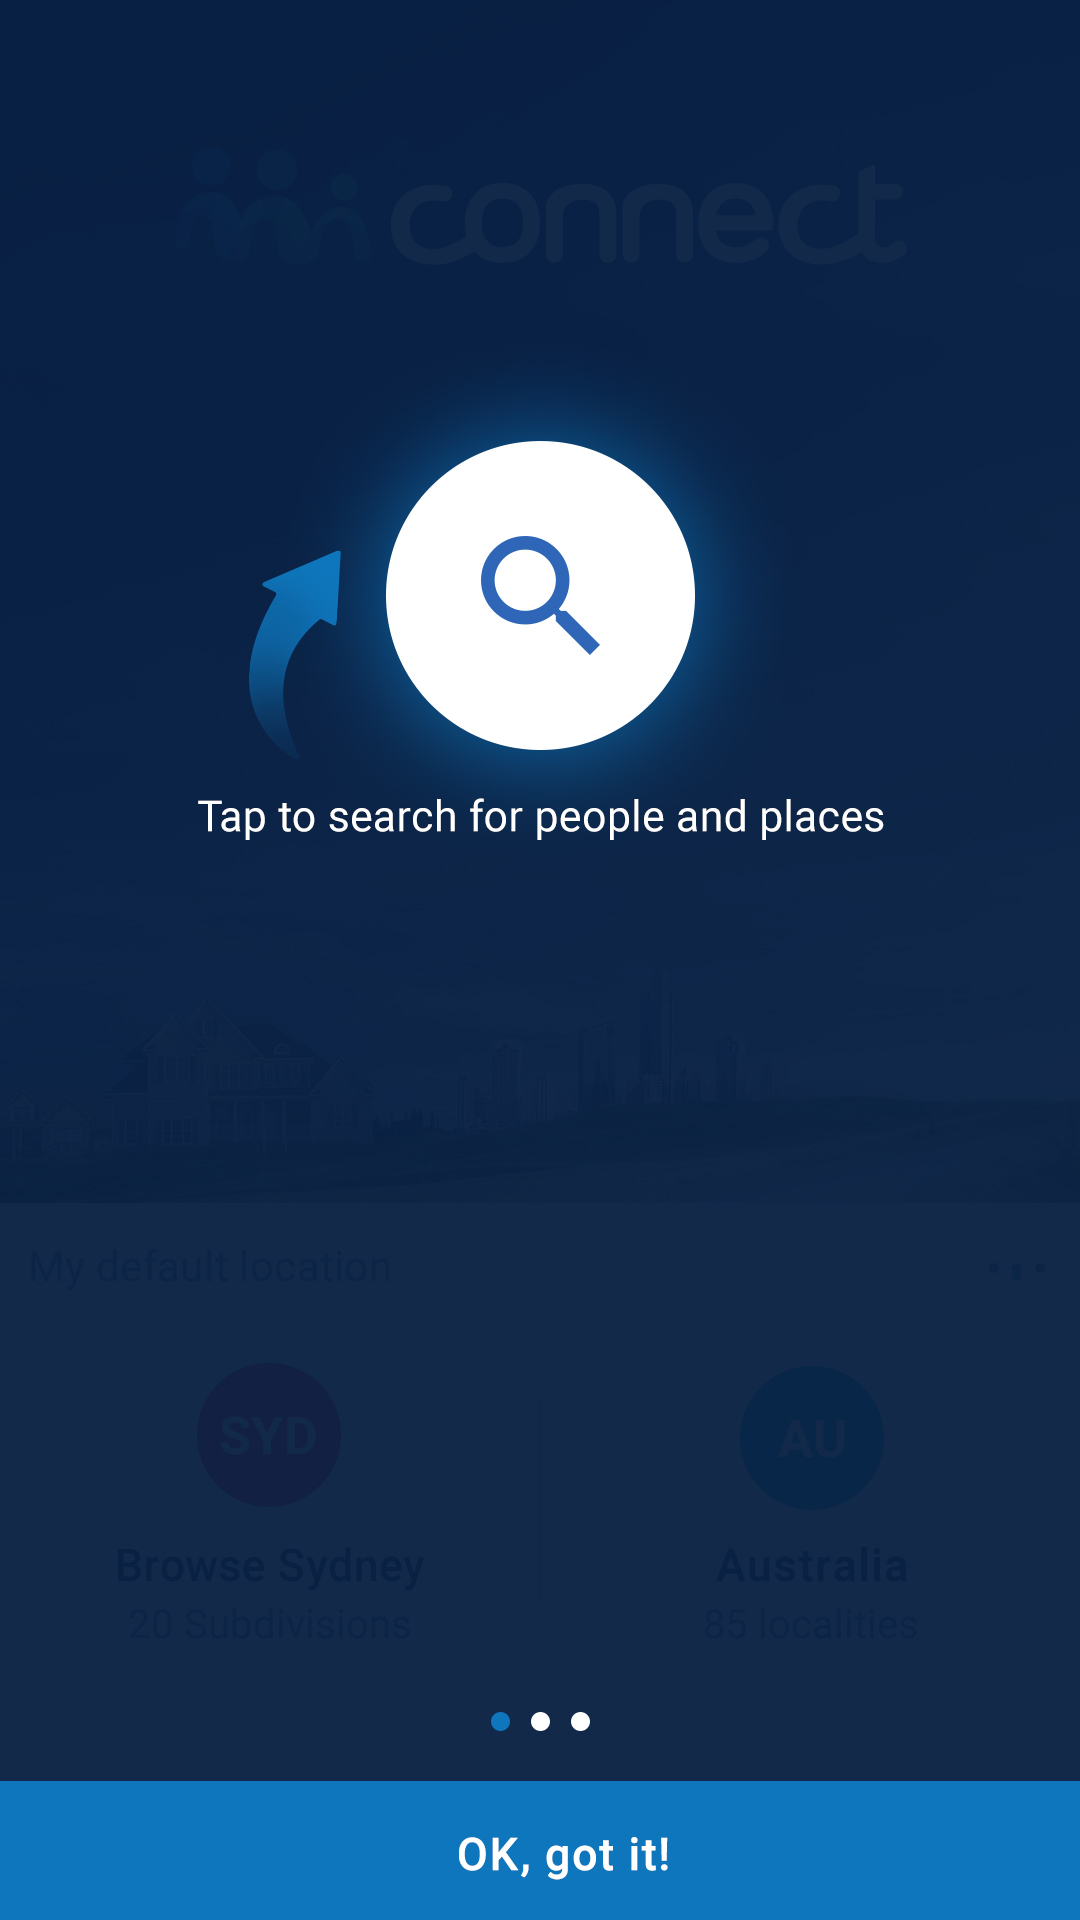 connect
Tap to search for people and places
My default location
SYD
AU
Browse Sydney
Australia
20 Subdivisions
85 localities
OK, got it!